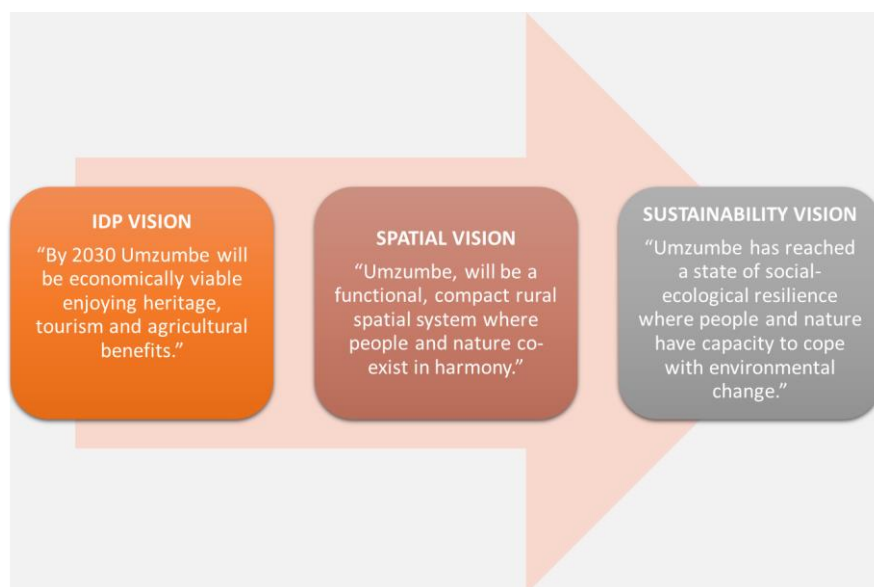 IDP VISION
“By 2030 Umzumbe will
be economically viable
enjoying heritage,
tourism and agricultural
benefits.”
SPATIAL VISION
“Umzumbe, will be a
functional, compact rural
spatial system where
people and nature co-
exist in harmony.”
SUSTAINABILITY VISION
“Umzumbe has reached
a state of social-
ecological resilience
where people and nature
have capacity to cope
with environmental
change.”